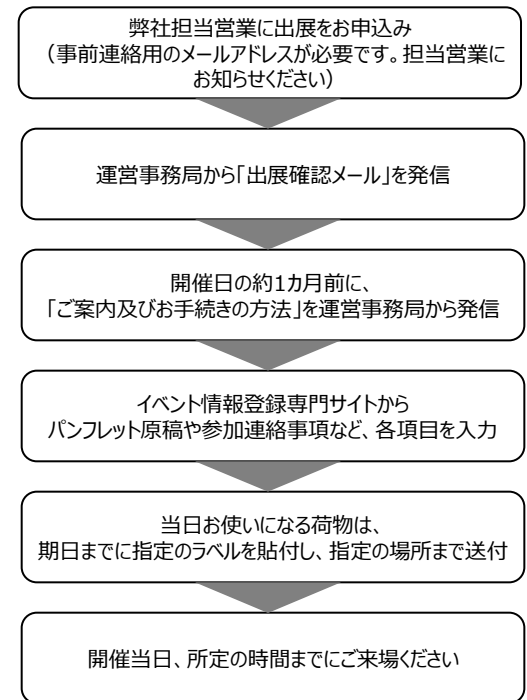 弊社担当営業に出展をお申込み
（事前連絡用のメールアドレスが必要です。担当営業に
お知らせください）
運営事務局から「出展確認メール」を発信
開催日の約1カ月前に、
「ご案内及びお手続きの方法」を運営事務局から発信
イベント情報登録専門サイトから
パンフレット原稿や参加連絡事項など、各項目を入力
当日お使いになる荷物は、
期日までに指定のラベルを貼付し、指定の場所まで送付
開催当日、所定の時間までにご来場ください